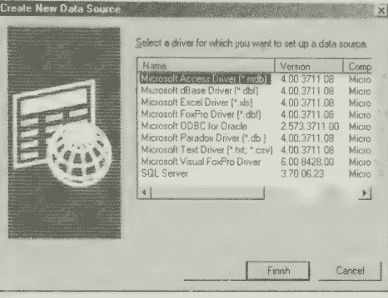 Create New Data Source
Select a driver for which you want to set up a data source.
Name Version Comp
Microsoft Access Driver (*.mdb) 4.00.3711.08 Micro
Microsoft dBase Driver (*.dbf) 4.00.3711.08 Micro
Microsoft Excel Driver (*.xls) 4.00.3711.08 Micro
Microsoft FoxPro Driver (*.dbf) 4.00.3711.08 Micro
Microsoft ODBC for Oracle 2.573.3711.00 Micro
Microsoft Paradox Driver (*.db ) 4.00.3711.08 Micro
Microsoft Text Driver (*.txt; *.csv) 4.00.3711.08 Micro
Microsoft Visual FoxPro Driver 6.00.8428.00 Micro
SQL Server 3.70.06.23 Micro
Finish Cancel